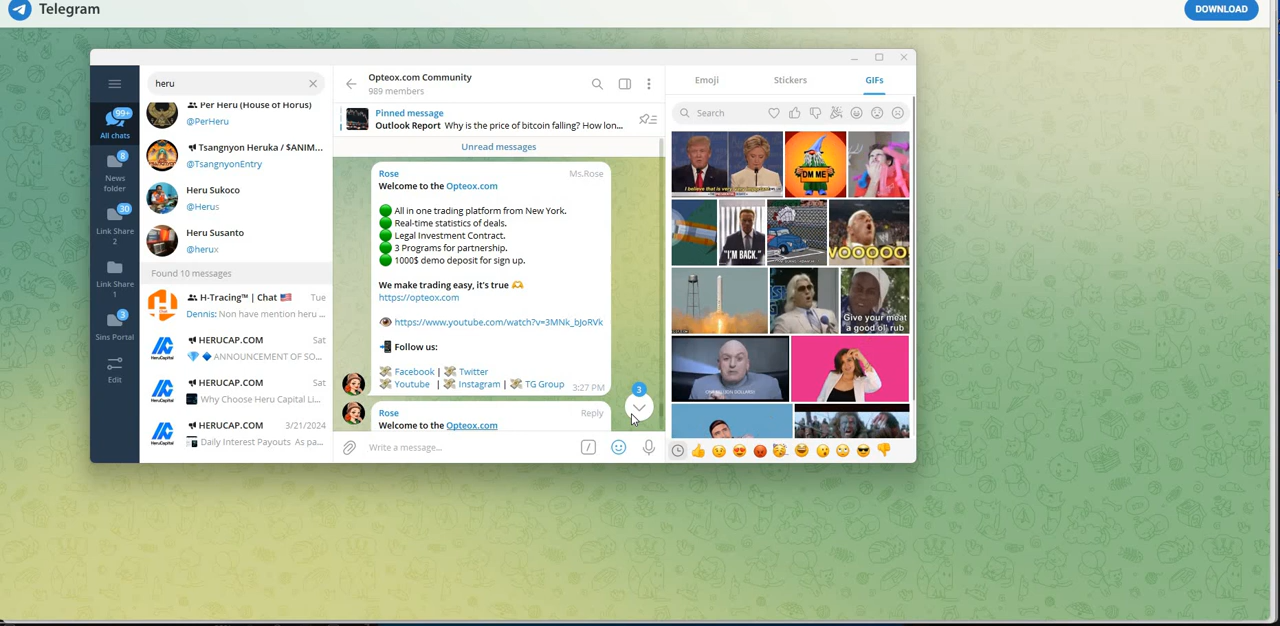 Telegram
DOWNLOAD
heru
Per Heru (House of Horus)
@PerHeru
Tsangnyon Heruka / $ANIM...
@TsangnyonEntry
Heru Sukoco
@Herus
Heru Susanto
@herux
Found 10 messages
H-Tracing™ | Chat 🇺🇸 Tue
Dennis: Non have mention heru ...
HERUCAP.COM Sat
💎 🔹 ANNOUNCEMENT OF SO...
HERUCAP.COM Sat
Why Choose Heru Capital Li...
HERUCAP.COM 3/21/2024
Daily Interest Payouts As pa...
99+
All chats
8
News
folder
30
Link Share
2
Link Share
1
3
Sms Portal
Edit
Opteox.com Community
989 members
Pinned message
Outlook Report Why is the price of bitcoin falling? How lon...
Unread messages
Rose Ms.Rose
Welcome to the Opteox.com
🟢 All in one trading platform from New York.
🟢 Real-time statistics of deals.
🟢 Legal Investment Contract.
🟢 3 Programs for partnership.
🟢 1000$ demo deposit for sign up.
We make trading easy, it's true 🫶
https://opteox.com
👁 https://www.youtube.com/watch?v=3MNk_bJoRVk
📲 Follow us:
💸 Facebook | 💸 Twitter
💸 Youtube | 💸 Instagram | 💸 TG Group 3:27 PM
3
Rose Reply
Welcome to the Opteox.com
Write a message...
Emoji Stickers GIFs
Search
DM ME
"I'M BACK."
VOOOOO
Give your meat
a good ol' rub